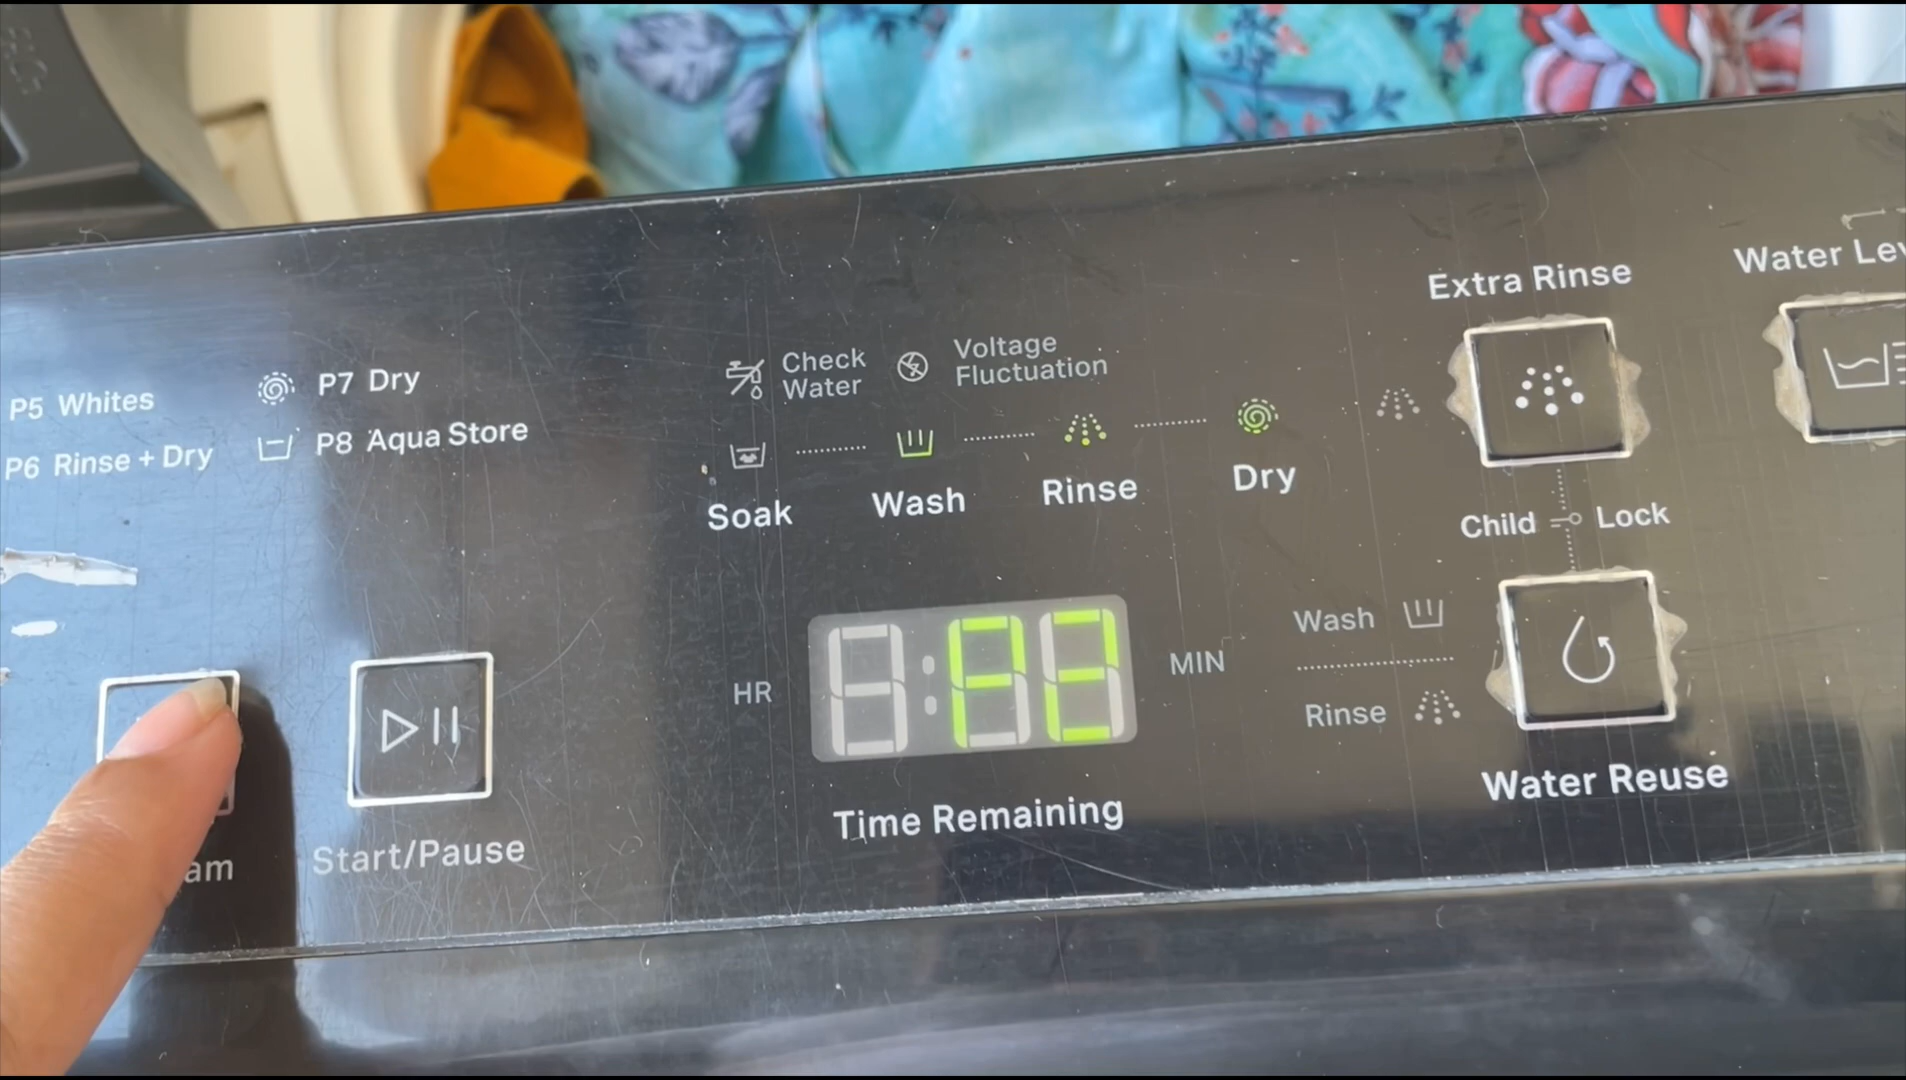 P5 Whites
P6 Rinse + Dry
P7 Dry
P8 Aqua Store
Check
Water
Voltage
Fluctuation
Soak
Wash
Rinse
Dry
Extra Rinse
Water Lev
Child Lock
HR
P2
MIN
Wash
Rinse
Water Reuse
Time Remaining
am
Start/Pause